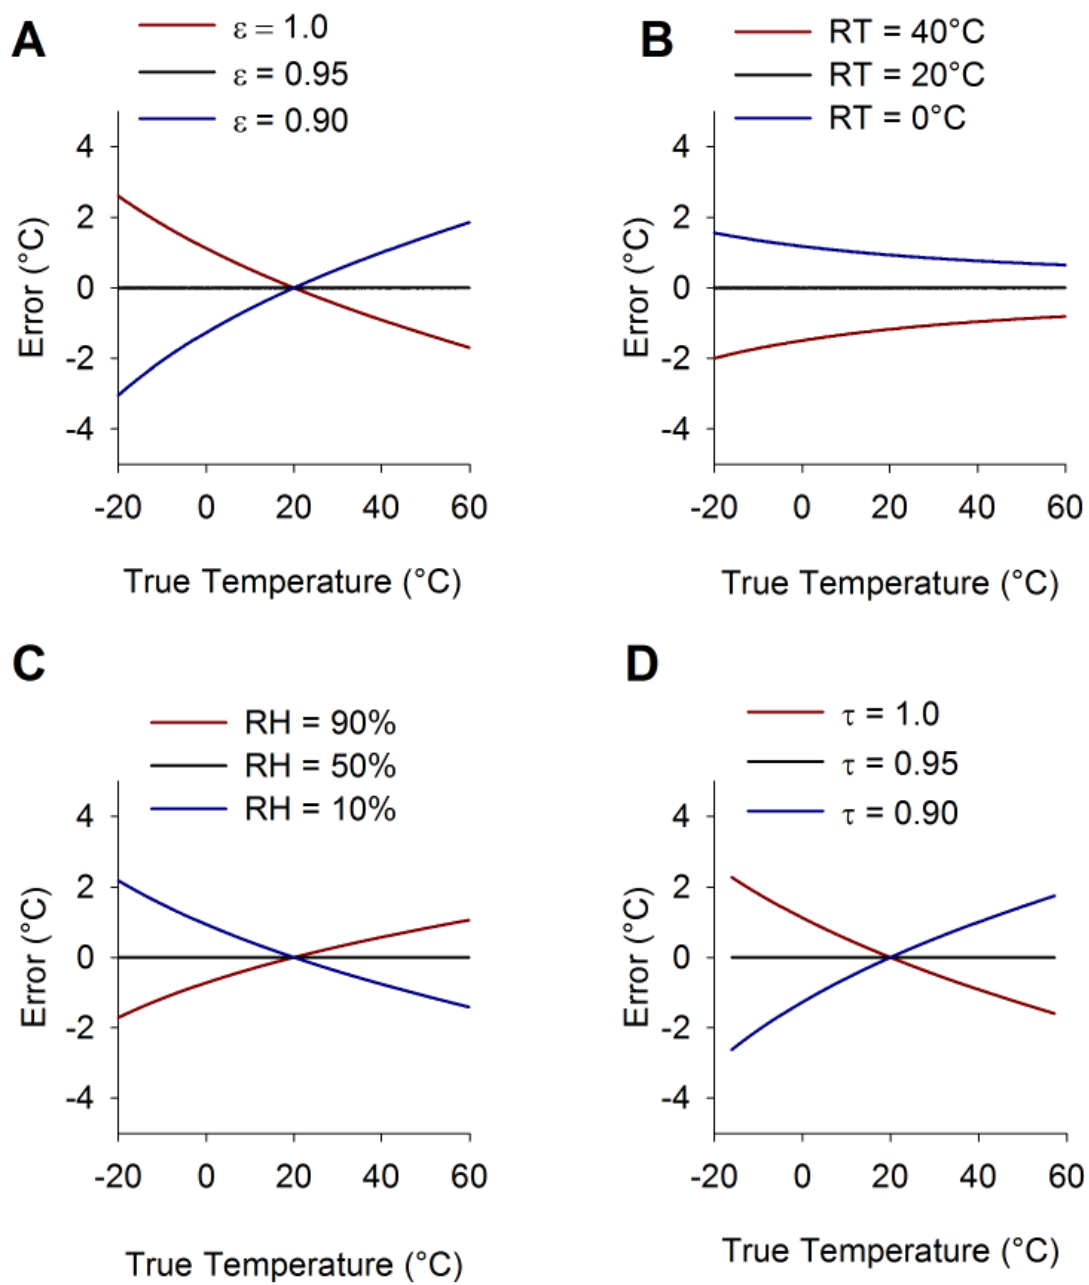 A
ε = 1.0
ε = 0.95
ε = 0.90
4
2
0
-2
-4
Error (°C)
-20 0 20 40 60
True Temperature (°C)
B
RT = 40°C
RT = 20°C
RT = 0°C
4
2
0
-2
-4
Error (°C)
-20 0 20 40 60
True Temperature (°C)
C
RH = 90%
RH = 50%
RH = 10%
4
2
0
-2
-4
Error (°C)
-20 0 20 40 60
True Temperature (°C)
D
τ = 1.0
τ = 0.95
τ = 0.90
4
2
0
-2
-4
Error (°C)
-20 0 20 40 60
True Temperature (°C)